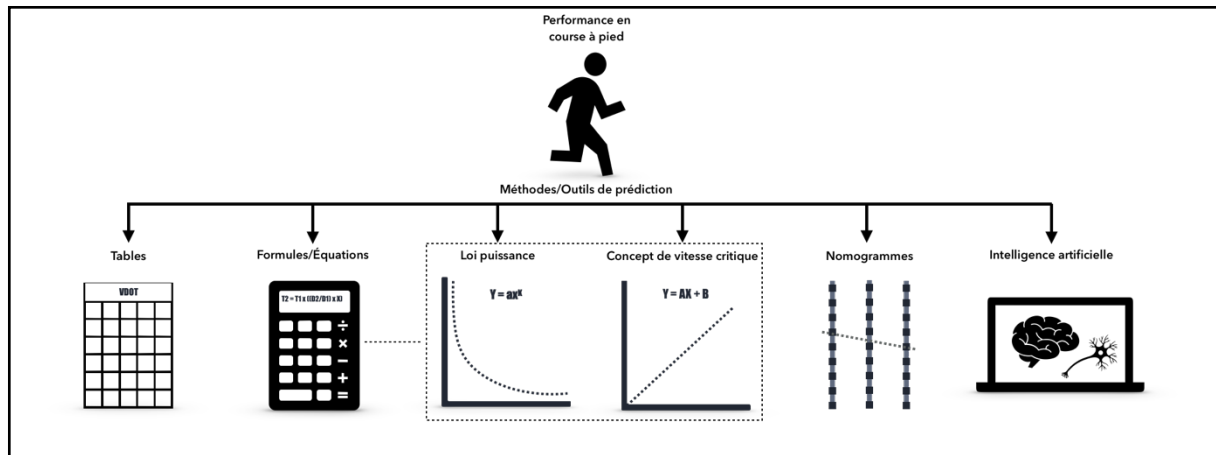 Performance en
course à pied
Méthodes/Outils de prédiction
Tables
Formules/Équations
Loi puissance
Concept de vitesse critique
Nomogrammes
Intelligence artificielle
VDOT
T2 = T1 x ((D2/D1) x X)
÷
×
−
+
=
Y = ax^K
Y = AX + B